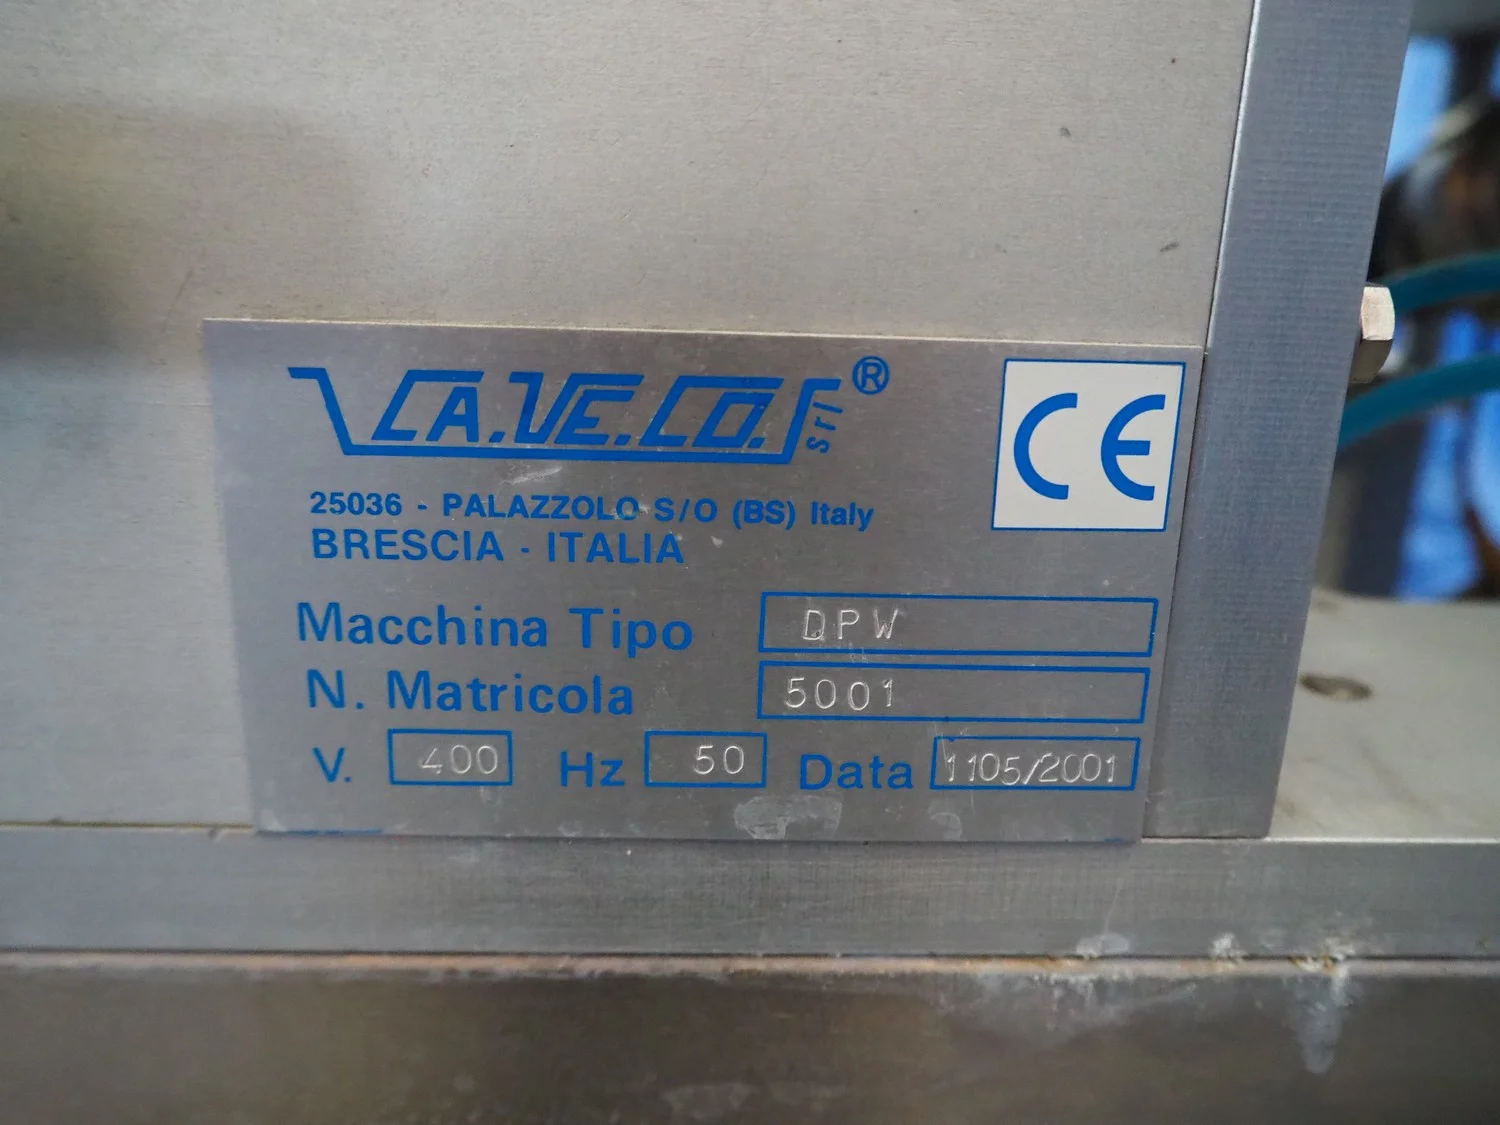 CA.VE.CO. srl ®
CE
25036 - PALAZZOLO S/O (BS) Italy
BRESCIA - ITALIA
Macchina Tipo DPW
N. Matricola 5001
V. 400 Hz 50 Data 1105/2001